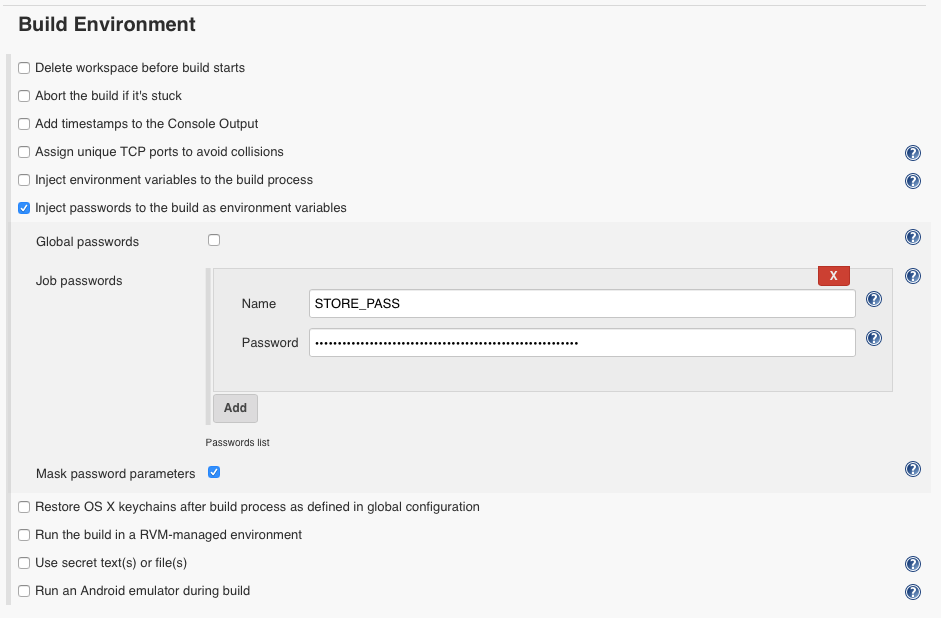 Build Environment
Delete workspace before build starts
Abort the build if it's stuck
Add timestamps to the Console Output
Assign unique TCP ports to avoid collisions
?
Inject environment variables to the build process
?
Inject passwords to the build as environment variables
Global passwords
?
Job passwords
X
?
Name
STORE_PASS
?
Password
••••••••••••••••••••••••••••••••••••••••••••••••••••••••••
?
Add
Passwords list
Mask password parameters
?
Restore OS X keychains after build process as defined in global configuration
Run the build in a RVM-managed environment
Use secret text(s) or file(s)
?
Run an Android emulator during build
?